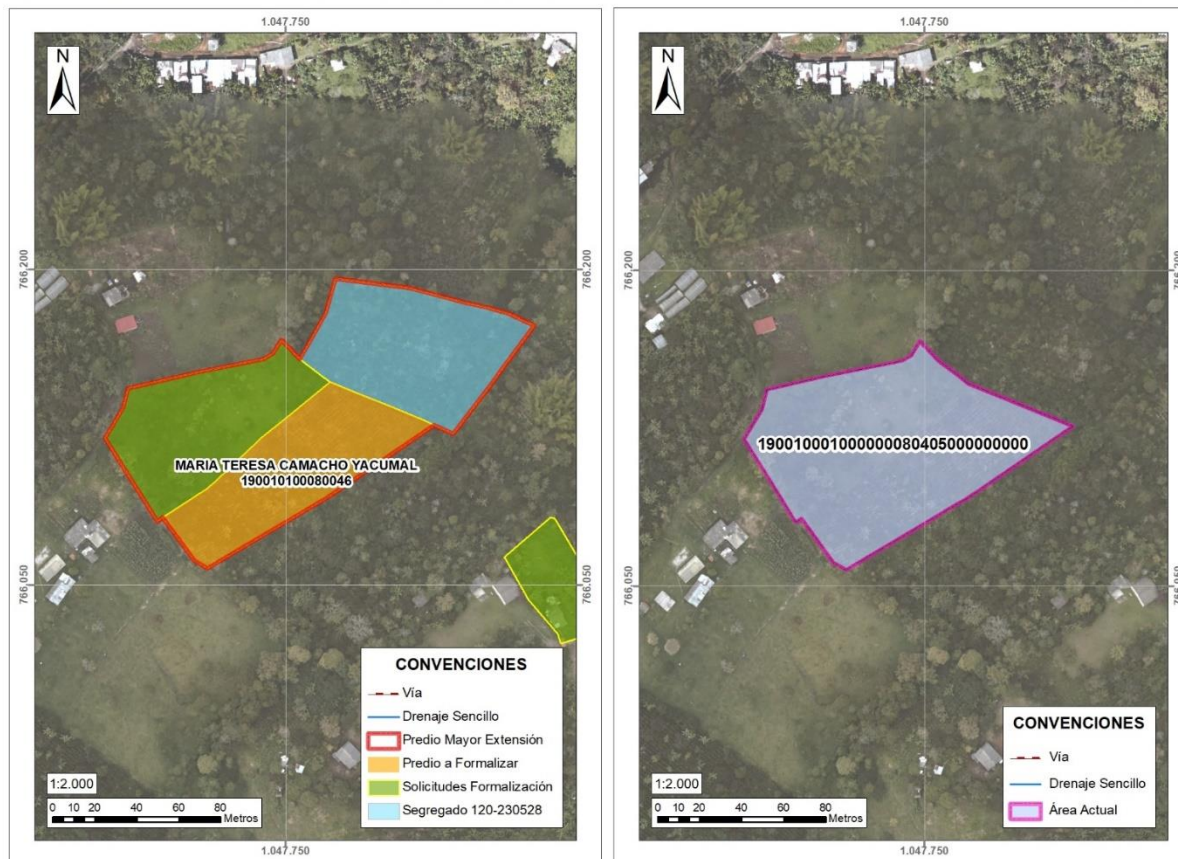 1.047.750
N
766.200
766.200
MARIA TERESA CAMACHO YACUMAL
190010100080046
766.050
766.050
CONVENCIONES
Vía
Drenaje Sencillo
Predio Mayor Extensión
Predio a Formalizar
Solicitudes Formalización
Segregado 120-230528
1:2.000
0 10 20 40 60 80
Metros
1.047.750
1.047.750
N
766.200
766.200
190010001000000080405000000000
766.050
766.050
CONVENCIONES
Vía
Drenaje Sencillo
Área Actual
1:2.000
0 10 20 40 60 80
Metros
1.047.750